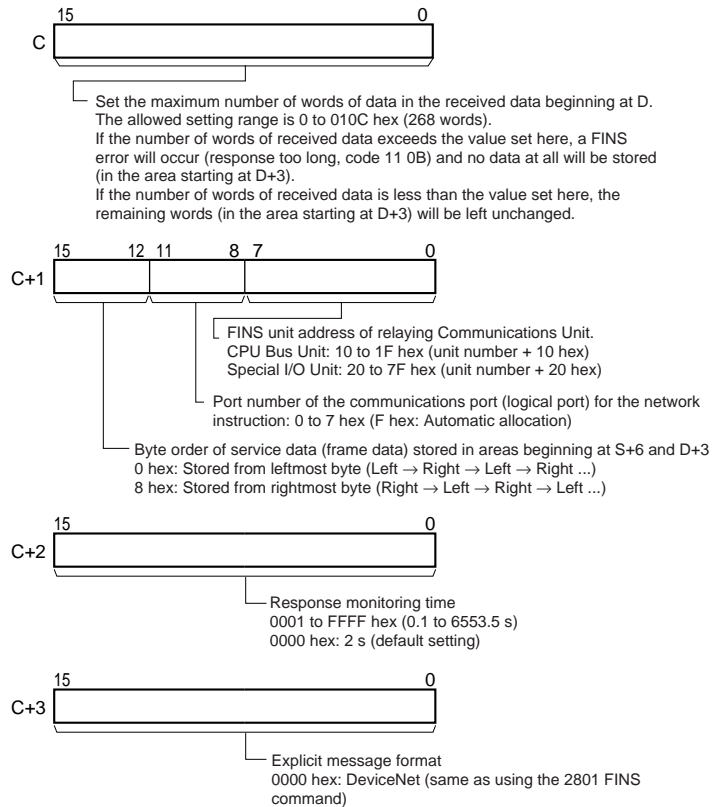 15 0
C
Set the maximum number of words of data in the received data beginning at D.
The allowed setting range is 0 to 010C hex (268 words).
If the number of words of received data exceeds the value set here, a FINS
error will occur (response too long, code 11 0B) and no data at all will be stored
(in the area starting at D+3).
If the number of words of received data is less than the value set here, the
remaining words (in the area starting at D+3) will be left unchanged.
15 12 11 8 7 0
C+1
FINS unit address of relaying Communications Unit.
CPU Bus Unit: 10 to 1F hex (unit number + 10 hex)
Special I/O Unit: 20 to 7F hex (unit number + 20 hex)
Port number of the communications port (logical port) for the network
instruction: 0 to 7 hex (F hex: Automatic allocation)
Byte order of service data (frame data) stored in areas beginning at S+6 and D+3
0 hex: Stored from leftmost byte (Left → Right → Left → Right ...)
8 hex: Stored from rightmost byte (Right → Left → Right → Left ...)
15 0
C+2
Response monitoring time
0001 to FFFF hex (0.1 to 6553.5 s)
0000 hex: 2 s (default setting)
15 0
C+3
Explicit message format
0000 hex: DeviceNet (same as using the 2801 FINS
command)